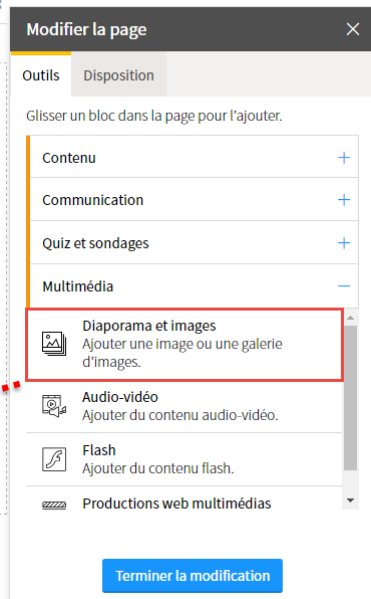 Modifier la page
Outils Disposition
Glisser un bloc dans la page pour l'ajouter.
Contenu
Communication
Quiz et sondages
Multimédia
Diaporama et images
Ajouter une image ou une galerie
d'images.
Audio-vidéo
Ajouter du contenu audio-vidéo.
Flash
Ajouter du contenu flash.
Productions web multimédias
Terminer la modification